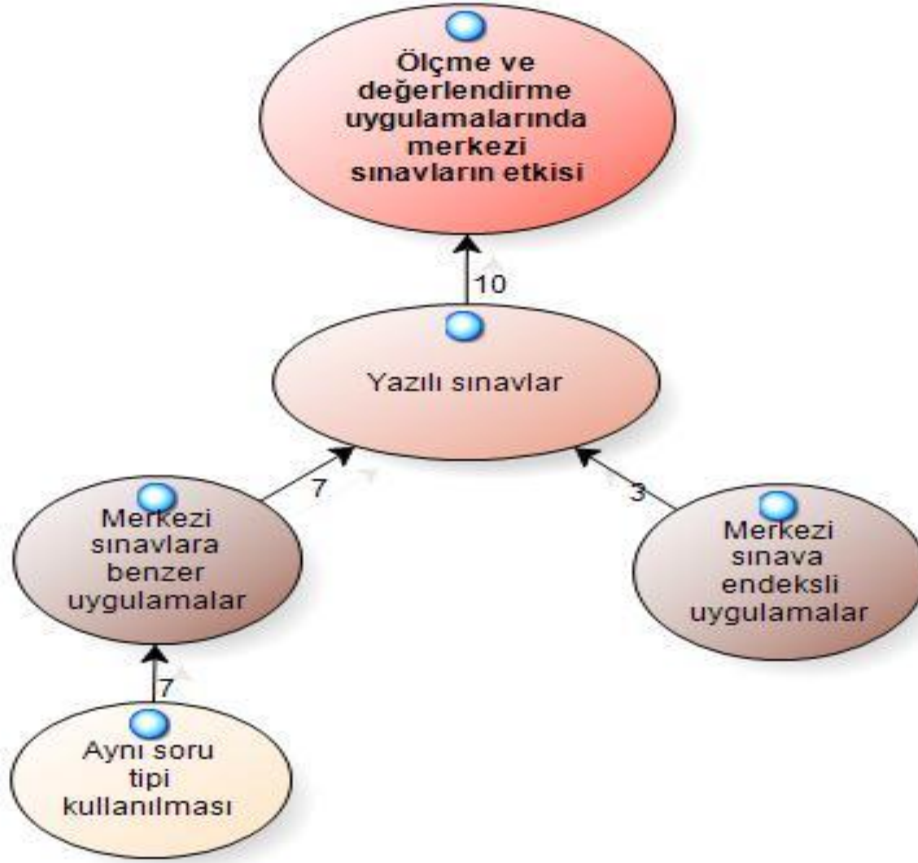 Ölçme ve
değerlendirme
uygulamalarında
merkezi
sınavların etkisi
10
Yazılı sınavlar
7
3
Merkezi
sınavlara
benzer
uygulamalar
Merkezi
sınava
endeksli
uygulamalar
7
Aynı soru
tipi
kullanılması